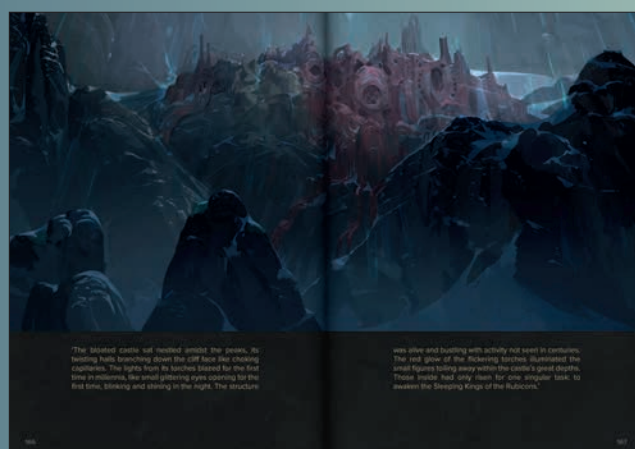 'The bloated castle sat nestled amidst the peaks, its
twisting halls branching down the cliff face like choking
capillaries. The lights from its torches blazed for the first
time in millennia, like small glittering eyes opening for the
first time, blinking and shining in the night. The structure
was alive and bustling with activity not seen in centuries.
The red glow of the flickering torches illuminated the
small figures toiling away within the castle's great depths.
Those inside had only risen for one singular task: to
awaken the Sleeping Kings of the Rubicons.'
166
167